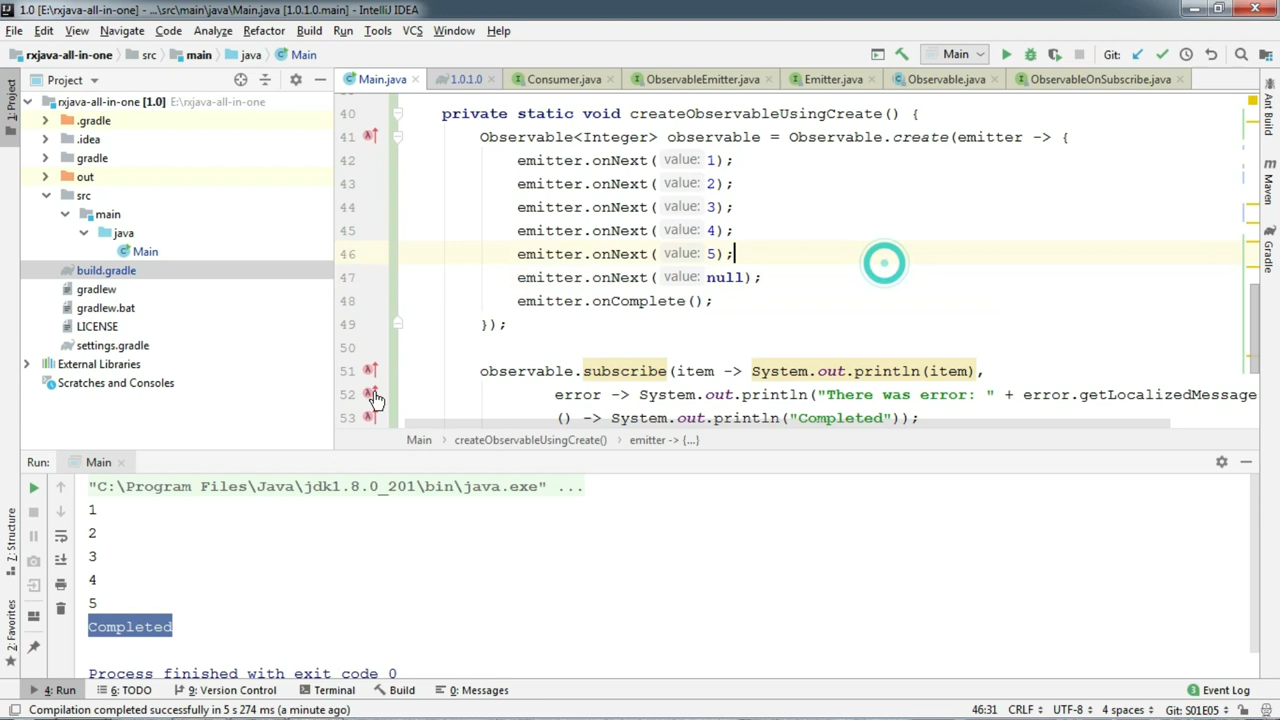 1.0 [E:\rxjava-all-in-one] - ...\src\main\java\Main.java [1.0.1.0.main] - IntelliJ IDEA
File Edit View Navigate Code Analyze Refactor Build Run Tools VCS Window Help
rxjava-all-in-one src main java Main Main Git:
1: Project
Project
Main.java 1.0.1.0 Consumer.java ObservableEmitter.java Emitter.java Observable.java ObservableOnSubscribe.java
rxjava-all-in-one [1.0] E:\rxjava-all-in-one
.gradle
.idea
gradle
out
src
main
java
Main
build.gradle
gradlew
gradlew.bat
LICENSE
settings.gradle
External Libraries
Scratches and Consoles
40 private static void createObservableUsingCreate() {
41 Observable<Integer> observable = Observable.create(emitter -> {
42 emitter.onNext( value: 1);
43 emitter.onNext( value: 2);
44 emitter.onNext( value: 3);
45 emitter.onNext( value: 4);
46 emitter.onNext( value: 5);
47 emitter.onNext( value: null);
48 emitter.onComplete();
49 });
50
51 observable.subscribe(item -> System.out.println(item),
52 error -> System.out.println("There was error: " + error.getLocalizedMessage
53 () -> System.out.println("Completed"));
Main createObservableUsingCreate() emitter -> {...}
Ant Build
Maven
Gradle
Run: Main
"C:\Program Files\Java\jdk1.8.0_201\bin\java.exe" ...
1
2
3
4
5
Completed
Process finished with exit code 0
7: Structure
2: Favorites
4: Run 6: TODO 9: Version Control Terminal Build 0: Messages Event Log
Compilation completed successfully in 5 s 274 ms (a minute ago) 46:31 CRLF UTF-8 4 spaces Git: S01E05